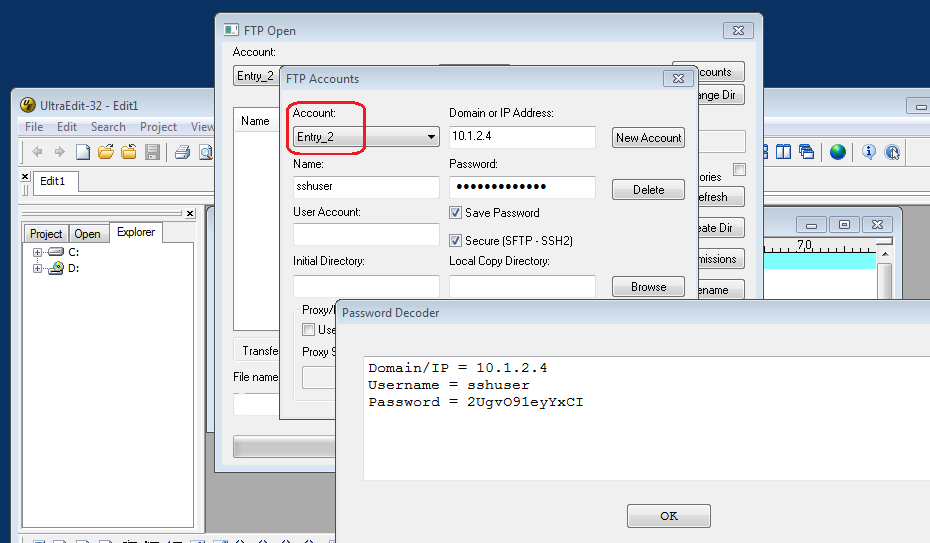 FTP Open
Account:
Entry_2
Name
Transfe
File name
FTP Accounts
Account:
Entry_2
Domain or IP Address:
10.1.2.4
New Account
Name:
sshuser
Password:
•••••••••••••
Delete
User Account:
Save Password
Secure (SFTP - SSH2)
Initial Directory:
Local Copy Directory:
Browse
Proxy/
Use
Proxy S
counts
ange Dir
ories
efresh
eate Dir
missions
ename
UltraEdit-32 - Edit1
File Edit Search Project View
Edit1
Project Open Explorer
C:
D:
70
Password Decoder
Domain/IP = 10.1.2.4
Username = sshuser
Password = 2UgvO91eyYxCI
OK